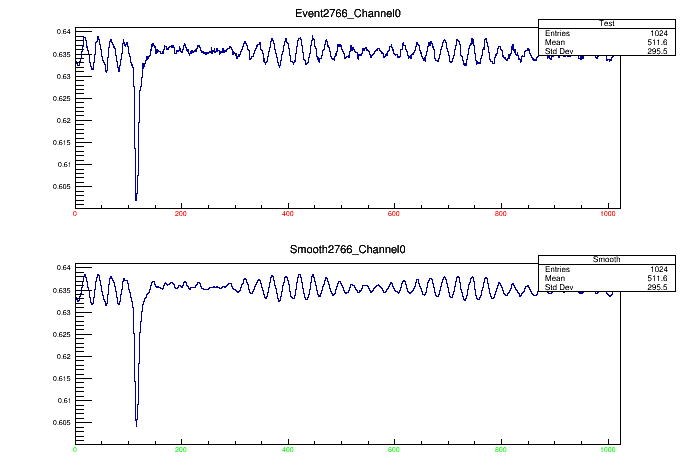 Event2766_Channel0
Test
Entries 1024
Mean 511.6
Std Dev 295.5
0.64
0.635
0.63
0.625
0.62
0.615
0.61
0.605
0 200 400 600 800 1000
Smooth2766_Channel0
Smooth
Entries 1024
Mean 511.6
Std Dev 295.5
0.64
0.635
0.63
0.625
0.62
0.615
0.61
0.605
0 200 400 600 800 1000